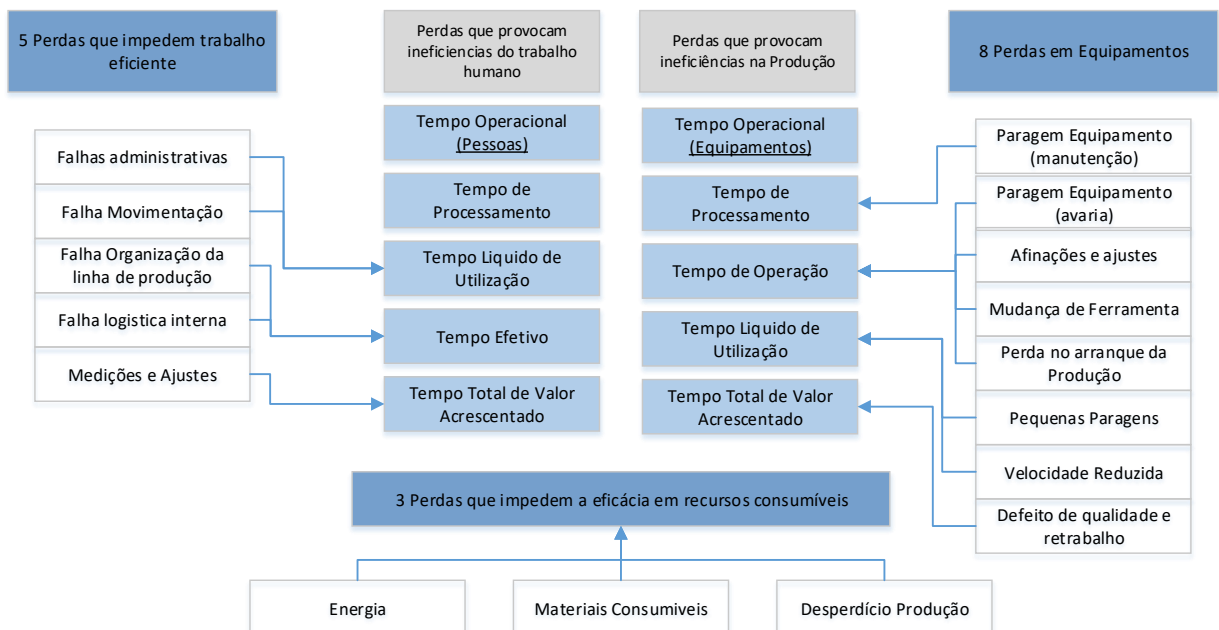 5 Perdas que impedem trabalho
eficiente
Perdas que provocam
ineficiencias do trabalho
humano
Perdas que provocam
ineficiências na Produção
8 Perdas em Equipamentos
Falhas administrativas
Falha Movimentação
Falha Organização da
linha de produção
Falha logistica interna
Medições e Ajustes
Tempo Operacional
(Pessoas)
Tempo de
Processamento
Tempo Liquido de
Utilização
Tempo Efetivo
Tempo Total de Valor
Acrescentado
Tempo Operacional
(Equipamentos)
Tempo de
Processamento
Tempo de Operação
Tempo Liquido de
Utilização
Tempo Total de Valor
Acrescentado
Paragem Equipamento
(manutenção)
Paragem Equipamento
(avaria)
Afinações e ajustes
Mudança de Ferramenta
Perda no arranque da
Produção
Pequenas Paragens
Velocidade Reduzida
Defeito de qualidade e
retrabalho
3 Perdas que impedem a eficácia em recursos consumíveis
Energia
Materiais Consumiveis
Desperdício Produção